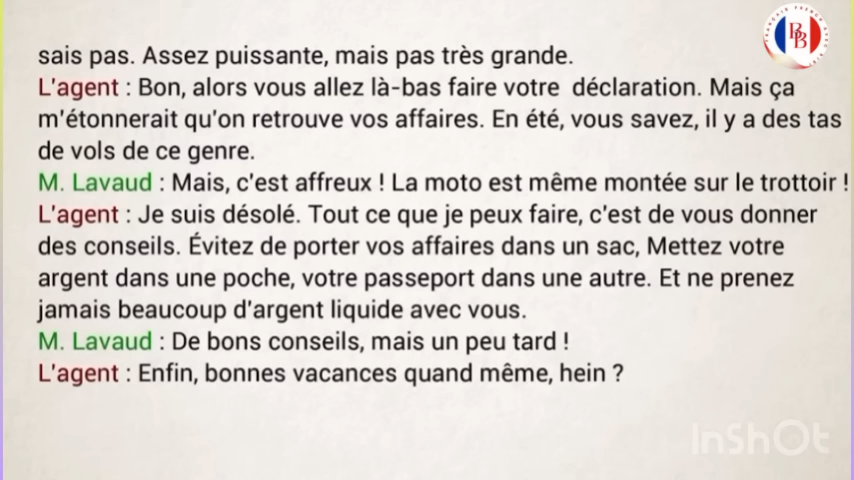 sais pas. Assez puissante, mais pas très grande.
L'agent : Bon, alors vous allez là-bas faire votre déclaration. Mais ça
m'étonnerait qu'on retrouve vos affaires. En été, vous savez, il y a des tas
de vols de ce genre.
M. Lavaud : Mais, c'est affreux ! La moto est même montée sur le trottoir !
L'agent : Je suis désolé. Tout ce que je peux faire, c'est de vous donner
des conseils. Évitez de porter vos affaires dans un sac, Mettez votre
argent dans une poche, votre passeport dans une autre. Et ne prenez
jamais beaucoup d'argent liquide avec vous.
M. Lavaud : De bons conseils, mais un peu tard !
L'agent : Enfin, bonnes vacances quand même, hein ?
InShOt